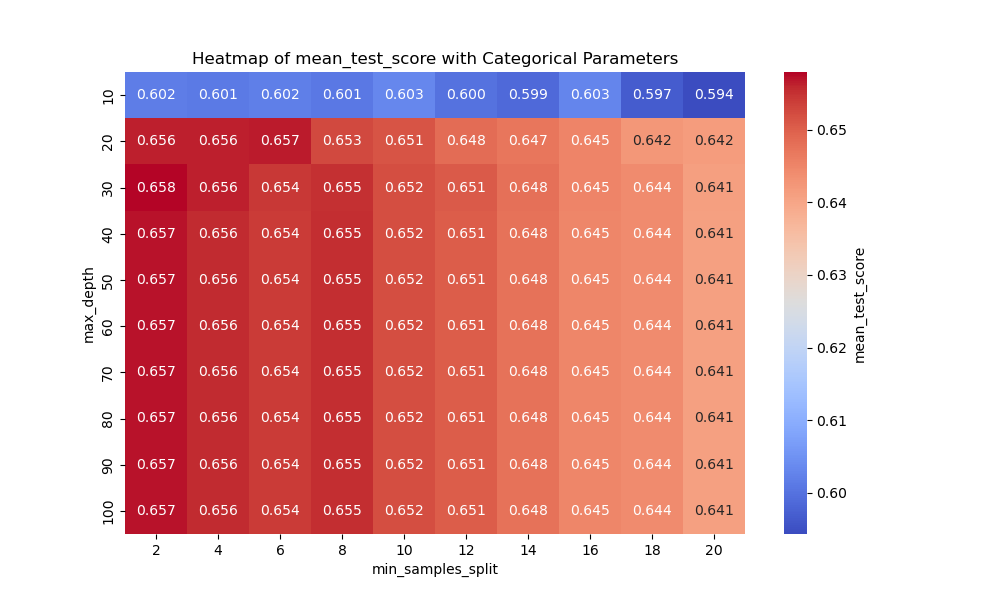 Heatmap of mean_test_score with Categorical Parameters
10 0.602 0.601 0.602 0.601 0.603 0.600 0.599 0.603 0.597 0.594
20 0.656 0.656 0.657 0.653 0.651 0.648 0.647 0.645 0.642 0.642
30 0.658 0.656 0.654 0.655 0.652 0.651 0.648 0.645 0.644 0.641
40 0.657 0.656 0.654 0.655 0.652 0.651 0.648 0.645 0.644 0.641
50 0.657 0.656 0.654 0.655 0.652 0.651 0.648 0.645 0.644 0.641
60 0.657 0.656 0.654 0.655 0.652 0.651 0.648 0.645 0.644 0.641
70 0.657 0.656 0.654 0.655 0.652 0.651 0.648 0.645 0.644 0.641
80 0.657 0.656 0.654 0.655 0.652 0.651 0.648 0.645 0.644 0.641
90 0.657 0.656 0.654 0.655 0.652 0.651 0.648 0.645 0.644 0.641
100 0.657 0.656 0.654 0.655 0.652 0.651 0.648 0.645 0.644 0.641
2 4 6 8 10 12 14 16 18 20
min_samples_split
max_depth
0.65
0.64
0.63
0.62
0.61
0.60
mean_test_score